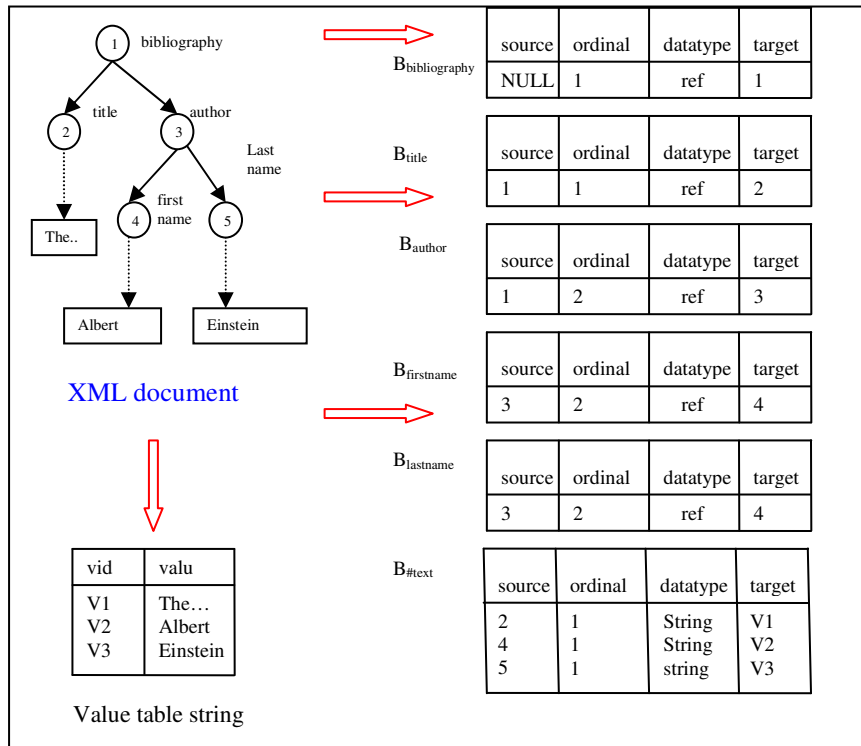 1 bibliography
title
author
2
3
Last
name
first
name
4
5
The..
Albert
Einstein
XML document
vid valu
V1 The…
V2 Albert
V3 Einstein
Value table string
Bbibliography
source ordinal datatype target
NULL 1 ref 1
Btitle
source ordinal datatype target
1 1 ref 2
Bauthor
source ordinal datatype target
1 2 ref 3
Bfirstname
source ordinal datatype target
3 2 ref 4
Blastname
source ordinal datatype target
3 2 ref 4
B#text
source ordinal datatype target
2 1 String V1
4 1 String V2
5 1 string V3